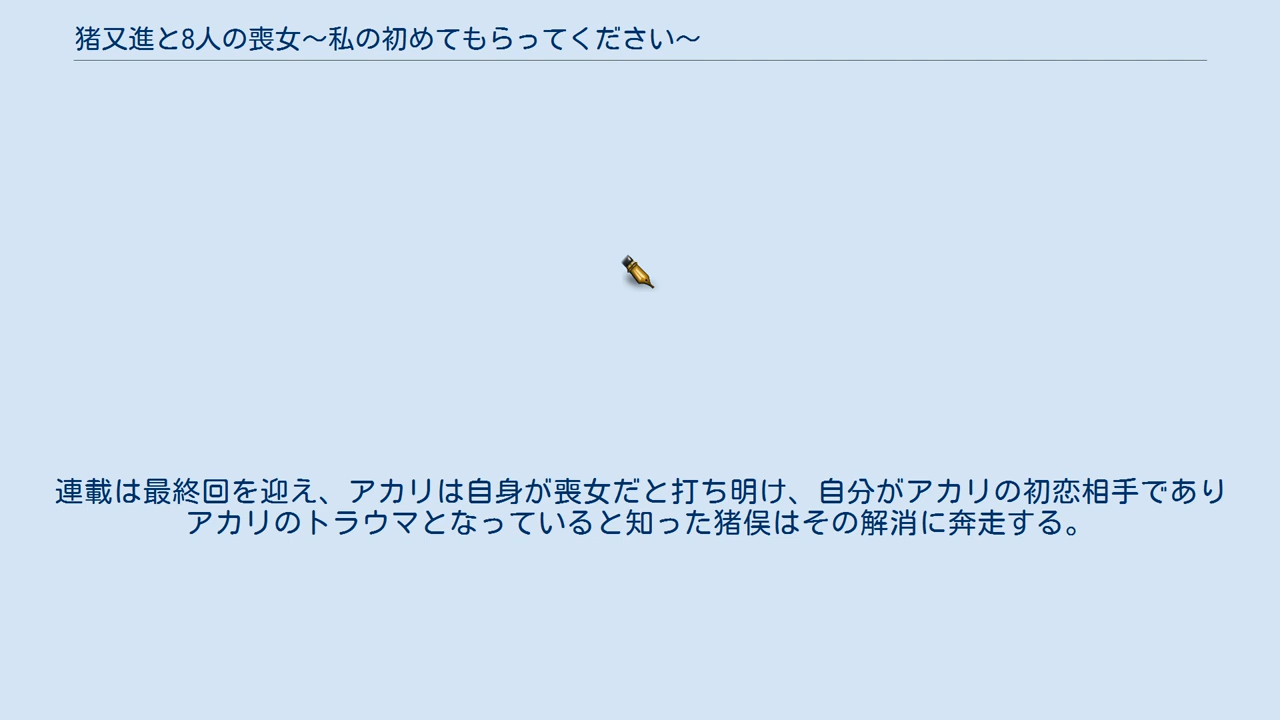 猪又進と8人の喪女〜私の初めてもらってください〜
連載は最終回を迎え、アカリは自身が喪女だと打ち明け、自分がアカリの初恋相手であり
アカリのトラウマとなっていると知った猪俣はその解消に奔走する。